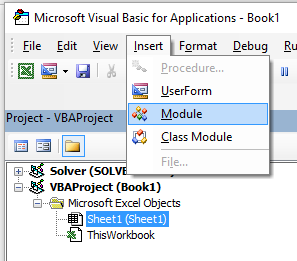 Microsoft Visual Basic for Applications - Book1
File Edit View Insert Format Debug Ru
Procedure...
UserForm
Module
Class Module
File...
Project - VBAProject
Solver (SOLVE
VBAProject (Book1)
Microsoft Excel Objects
Sheet1 (Sheet1)
ThisWorkbook